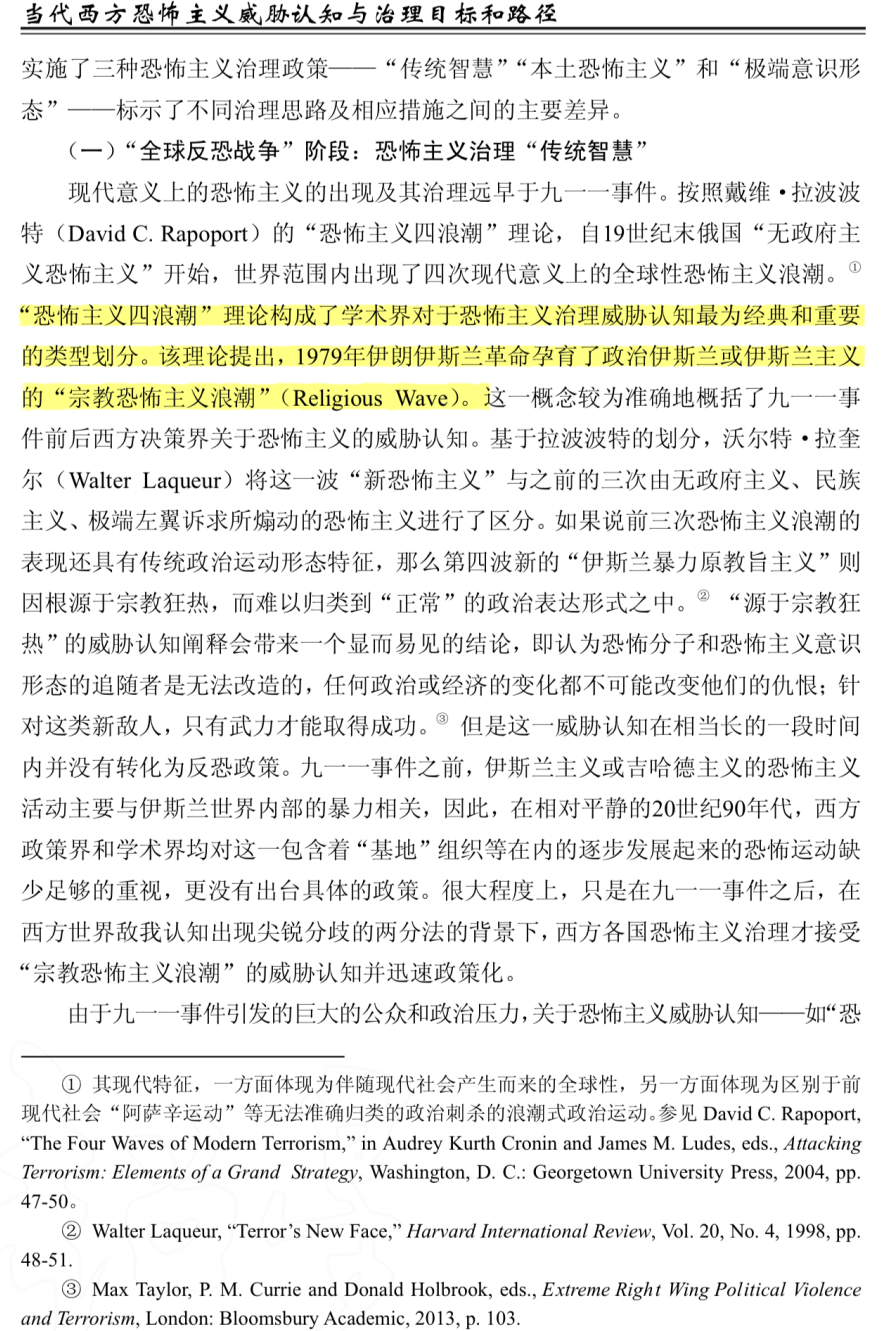 当代西方恐怖主义威胁认知与治理目标和路径
实施了三种恐怖主义治理政策——“传统智慧”“本土恐怖主义”和“极端意识形
态”——标示了不同治理思路及相应措施之间的主要差异。
（一）“全球反恐战争”阶段：恐怖主义治理“传统智慧”
现代意义上的恐怖主义的出现及其治理远早于九一一事件。按照戴维·拉波波
特（David C. Rapoport）的“恐怖主义四浪潮”理论，自19世纪末俄国“无政府主
义恐怖主义”开始，世界范围内出现了四次现代意义上的全球性恐怖主义浪潮。①
“恐怖主义四浪潮”理论构成了学术界对于恐怖主义治理威胁认知最为经典和重要
的类型划分。该理论提出，1979年伊朗伊斯兰革命孕育了政治伊斯兰或伊斯兰主义
的“宗教恐怖主义浪潮”（Religious Wave）。这一概念较为准确地概括了九一一事
件前后西方决策界关于恐怖主义的威胁认知。基于拉波波特的划分，沃尔特·拉奎
尔（Walter Laqueur）将这一波“新恐怖主义”与之前的三次由无政府主义、民族
主义、极端左翼诉求所煽动的恐怖主义进行了区分。如果说前三次恐怖主义浪潮的
表现还具有传统政治运动形态特征，那么第四波新的“伊斯兰暴力原教旨主义”则
因根源于宗教狂热，而难以归类到“正常”的政治表达形式之中。② “源于宗教狂
热”的威胁认知阐释会带来一个显而易见的结论，即认为恐怖分子和恐怖主义意识
形态的追随者是无法改造的，任何政治或经济的变化都不可能改变他们的仇恨；针
对这类新敌人，只有武力才能取得成功。③ 但是这一威胁认知在相当长的一段时间
内并没有转化为反恐政策。九一一事件之前，伊斯兰主义或吉哈德主义的恐怖主义
活动主要与伊斯兰世界内部的暴力相关，因此，在相对平静的20世纪90年代，西方
政策界和学术界均对这一包含着“基地”组织等在内的逐步发展起来的恐怖运动缺
少足够的重视，更没有出台具体的政策。很大程度上，只是在九一一事件之后，在
西方世界敌我认知出现尖锐分歧的两分法的背景下，西方各国恐怖主义治理才接受
“宗教恐怖主义浪潮”的威胁认知并迅速政策化。
由于九一一事件引发的巨大的公众和政治压力，关于恐怖主义威胁认知——如“恐
① 其现代特征，一方面体现为伴随现代社会产生而来的全球性，另一方面体现为区别于前
现代社会“阿萨辛运动”等无法准确归类的政治刺杀的浪潮式政治运动。参见 David C. Rapoport,
“The Four Waves of Modern Terrorism,” in Audrey Kurth Cronin and James M. Ludes, eds., Attacking
Terrorism: Elements of a Grand Strategy, Washington, D. C.: Georgetown University Press, 2004, pp.
47-50。
② Walter Laqueur, “Terror’s New Face,” Harvard International Review, Vol. 20, No. 4, 1998, pp.
48-51.
③ Max Taylor, P. M. Currie and Donald Holbrook, eds., Extreme Right Wing Political Violence
and Terrorism, London: Bloomsbury Academic, 2013, p. 103.